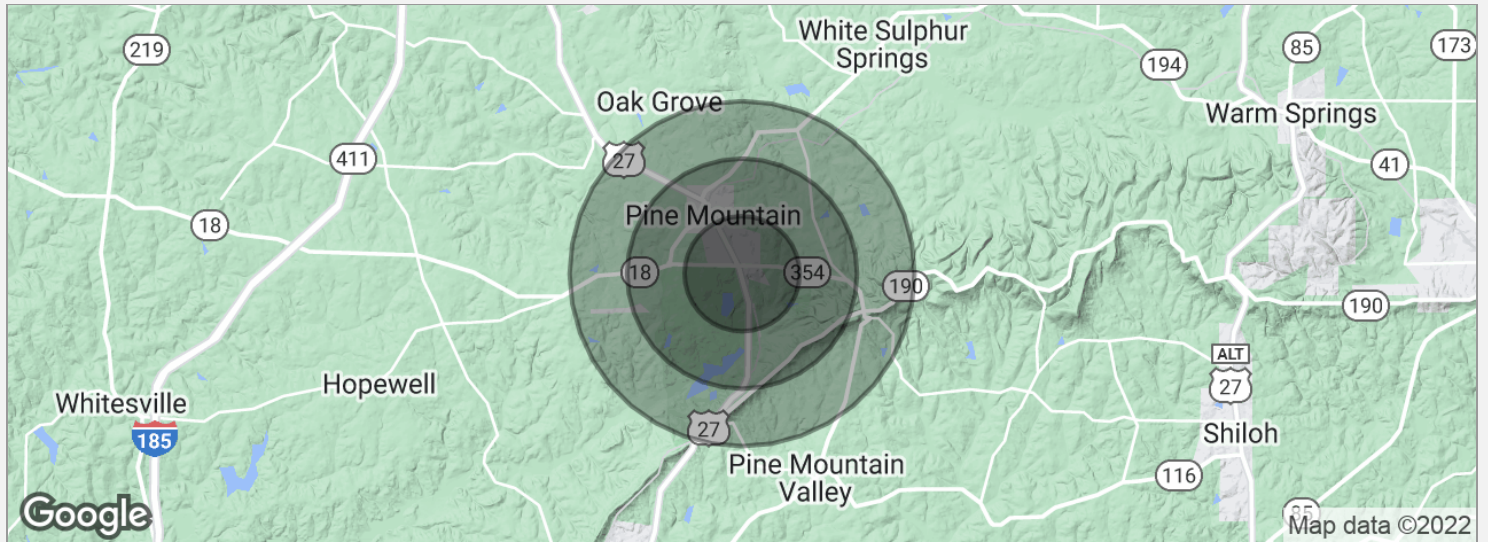 219
White Sulphur
Springs
85
173
194
Oak Grove
Warm Springs
411
27
41
18
Pine Mountain
18
354
190
190
ALT
27
Hopewell
Whitesville
185
27
Shiloh
Pine Mountain
Valley
116
85
Google
Map data ©2022